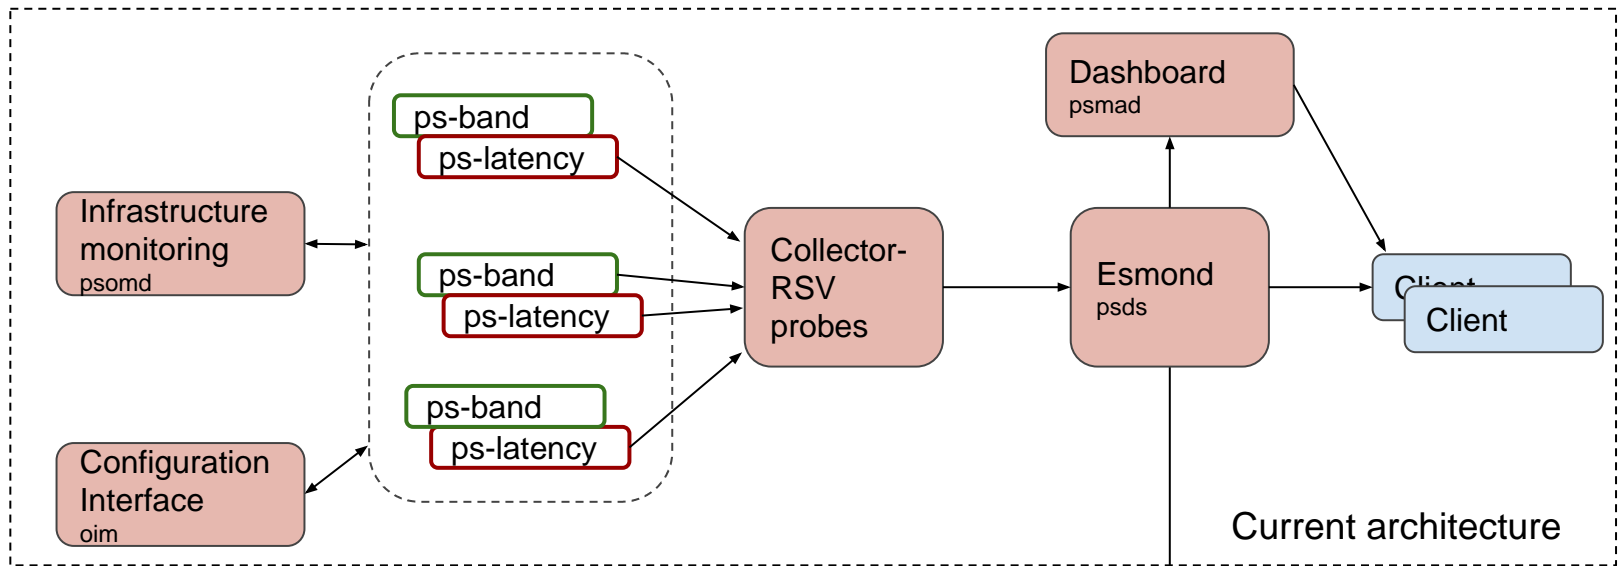 Infrastructure
monitoring
psomd
Configuration
Interface
oim
ps-band
ps-latency
ps-band
ps-latency
ps-band
ps-latency
Collector-
RSV
probes
Dashboard
psmad
Esmond
psds
Client
Client
Current architecture